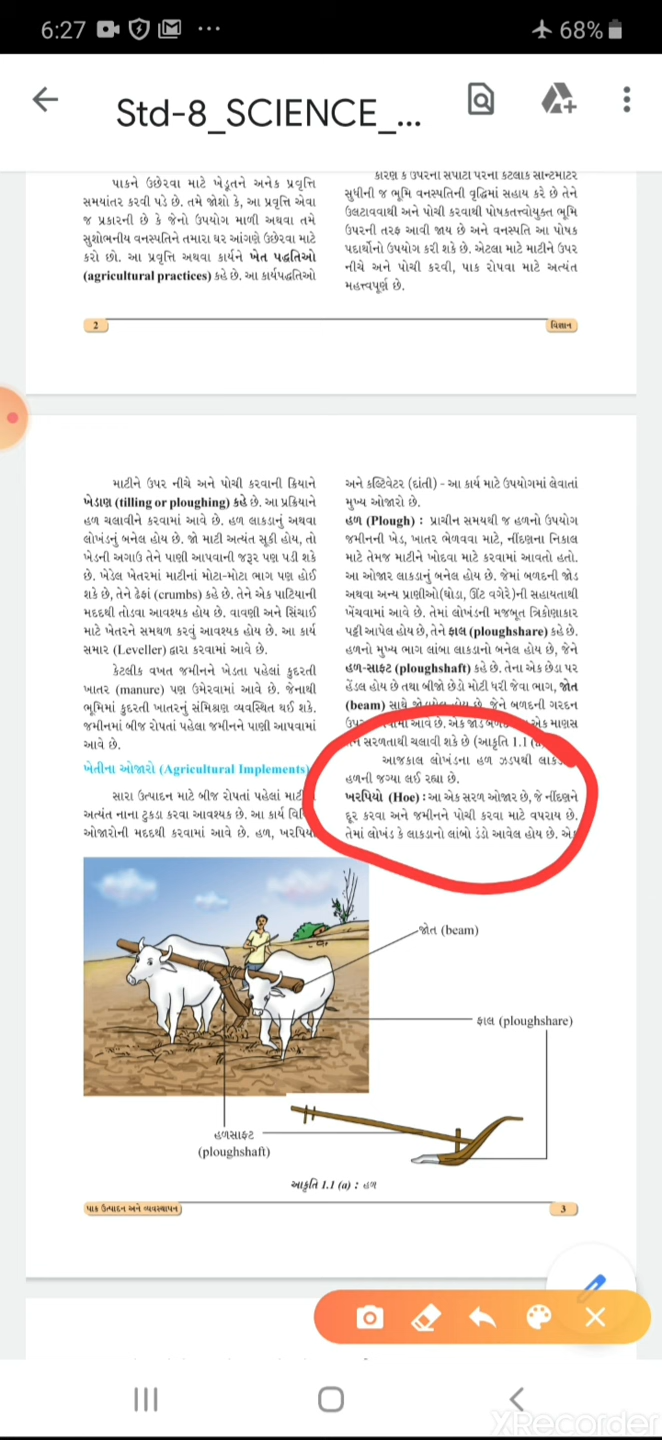 6:27
68%
Std-8_SCIENCE_...
પાકને ઉછેરવા માટે ખેડૂતને અનેક પ્રવૃત્તિ
સમયાંતર કરવી પડે છે. તમે જોશો કે, આ પ્રવૃત્તિ એવા
જ પ્રકારની છે કે જેનો ઉપયોગ માળી અથવા તમે
સુશોભનીય વનસ્પતિને તમારા ઘર આંગણે ઉછેરવા માટે
કરો છો. આ પ્રવૃત્તિ અથવા કાર્યને ખેત પદ્ધતિઓ
(agricultural practices) કહે છે. આ કાર્યપદ્ધતિઓ
કારણ કે ઉપરની સપાટી પરના કેટલાક સેન્ટિમીટર
સુધીની જ ભૂમિ વનસ્પતિની વૃદ્ધિમાં સહાય કરે છે તેને
ઉલટાવવાથી અને પોચી કરવાથી પોષકતત્ત્વોયુક્ત ભૂમિ
ઉપરની તરફ આવી જાય છે અને વનસ્પતિ આ પોષક
પદાર્થોનો ઉપયોગ કરી શકે છે. એટલા માટે માટીને ઉપર
નીચે અને પોચી કરવી, પાક રોપવા માટે અત્યંત
મહત્ત્વપૂર્ણ છે.
2
વિજ્ઞાન
માટીને ઉપર નીચે અને પોચી કરવાની ક્રિયાને
ખેડાણ (tilling or ploughing) કહે છે. આ પ્રક્રિયાને
હળ ચલાવીને કરવામાં આવે છે. હળ લાકડાનું અથવા
લોખંડનું બનેલ હોય છે. જો માટી અત્યંત સૂકી હોય, તો
ખેડની અગાઉ તેને પાણી આપવાની જરૂર પણ પડી શકે
છે. ખેડેલ ખેતરમાં માટીનાં મોટા-મોટા ભાગ પણ હોઈ
શકે છે, તેને ઢેફાં (crumbs) કહે છે. તેને એક પાટિયાની
મદદથી તોડવા આવશ્યક હોય છે. વાવણી અને સિંચાઈ
માટે ખેતરને સમથળ કરવું આવશ્યક હોય છે. આ કાર્ય
સમાર (Leveller) દ્વારા કરવામાં આવે છે.
કેટલીક વખત જમીનને ખેડતા પહેલાં કુદરતી
ખાતર (manure) પણ ઉમેરવામાં આવે છે. જેનાથી
ભૂમિમાં કુદરતી ખાતરનું સંમિશ્રણ વ્યવસ્થિત થઈ શકે.
જમીનમાં બીજ રોપતાં પહેલા જમીનને પાણી આપવામાં
આવે છે.
ખેતીના ઓજારો (Agricultural Implements)
સારા ઉત્પાદન માટે બીજ રોપતાં પહેલાં
અત્યંત નાના ટુકડા કરવા આવશ્યક છે. આ કાર્ય
ઓજારોની મદદથી કરવામાં આવે છે. હળ,
અને કલ્ટિવેટર (દાંતી) - આ કાર્ય માટે ઉપયોગમાં લેવાતાં
મુખ્ય ઓજારો છે.
હળ (Plough) : પ્રાચીન સમયથી જ હળનો ઉપયોગ
જમીનની ખેડ, ખાતર ભેળવવા માટે, નીંદણના નિકાલ
માટે તેમજ માટીને ખોદવા માટે કરવામાં આવતો હતો.
આ ઓજાર લાકડાનું બનેલ હોય છે. જેમાં બળદની જોડ
અથવા અન્ય પ્રાણીઓ(ઘોડા, ઊંટ વગેરે)ની સહાયતાથી
ખેંચવામાં આવે છે. તેમાં લોખંડની મજબૂત ત્રિકોણાકાર
પટ્ટી આપેલ હોય છે, તેને ફાલ (ploughshare) કહે છે.
હળનો મુખ્ય ભાગ લાંબા લાકડાનો બનેલ હોય છે, જેને
હળ-સાફ્ટ (ploughshaft) કહે છે. તેના એક છેડા પર
હેંડલ હોય છે તથા બીજો છેડો મોટી ધરી જેવા ભાગ, જોત
(beam) સાથે હોય છે. જેને બળદની ગરદન
આવે છે. એક એક માણસ
સરળતાથી ચલાવી શકે છે (આકૃતિ 1.1
આજકાલ લોખંડના હળ ઝડપથી
હળની જગ્યા લઈ રહ્યા છે.
ખરપિયો (Hoe) : આ એક સરળ ઓજાર છે, જે નીંદણને
દૂર કરવા અને જમીનને પોચી કરવા માટે વપરાય છે.
તેમાં લોખંડ કે લાકડાનો લાંબો દંડો આવેલ હોય છે.
જોત (beam)
ફાલ (ploughshare)
હળસાફ્ટ
(ploughshaft)
આકૃતિ 1.1 (a) : હળ
પાક ઉત્પાદન અને વ્યવસ્થાપન
3
XRecorder